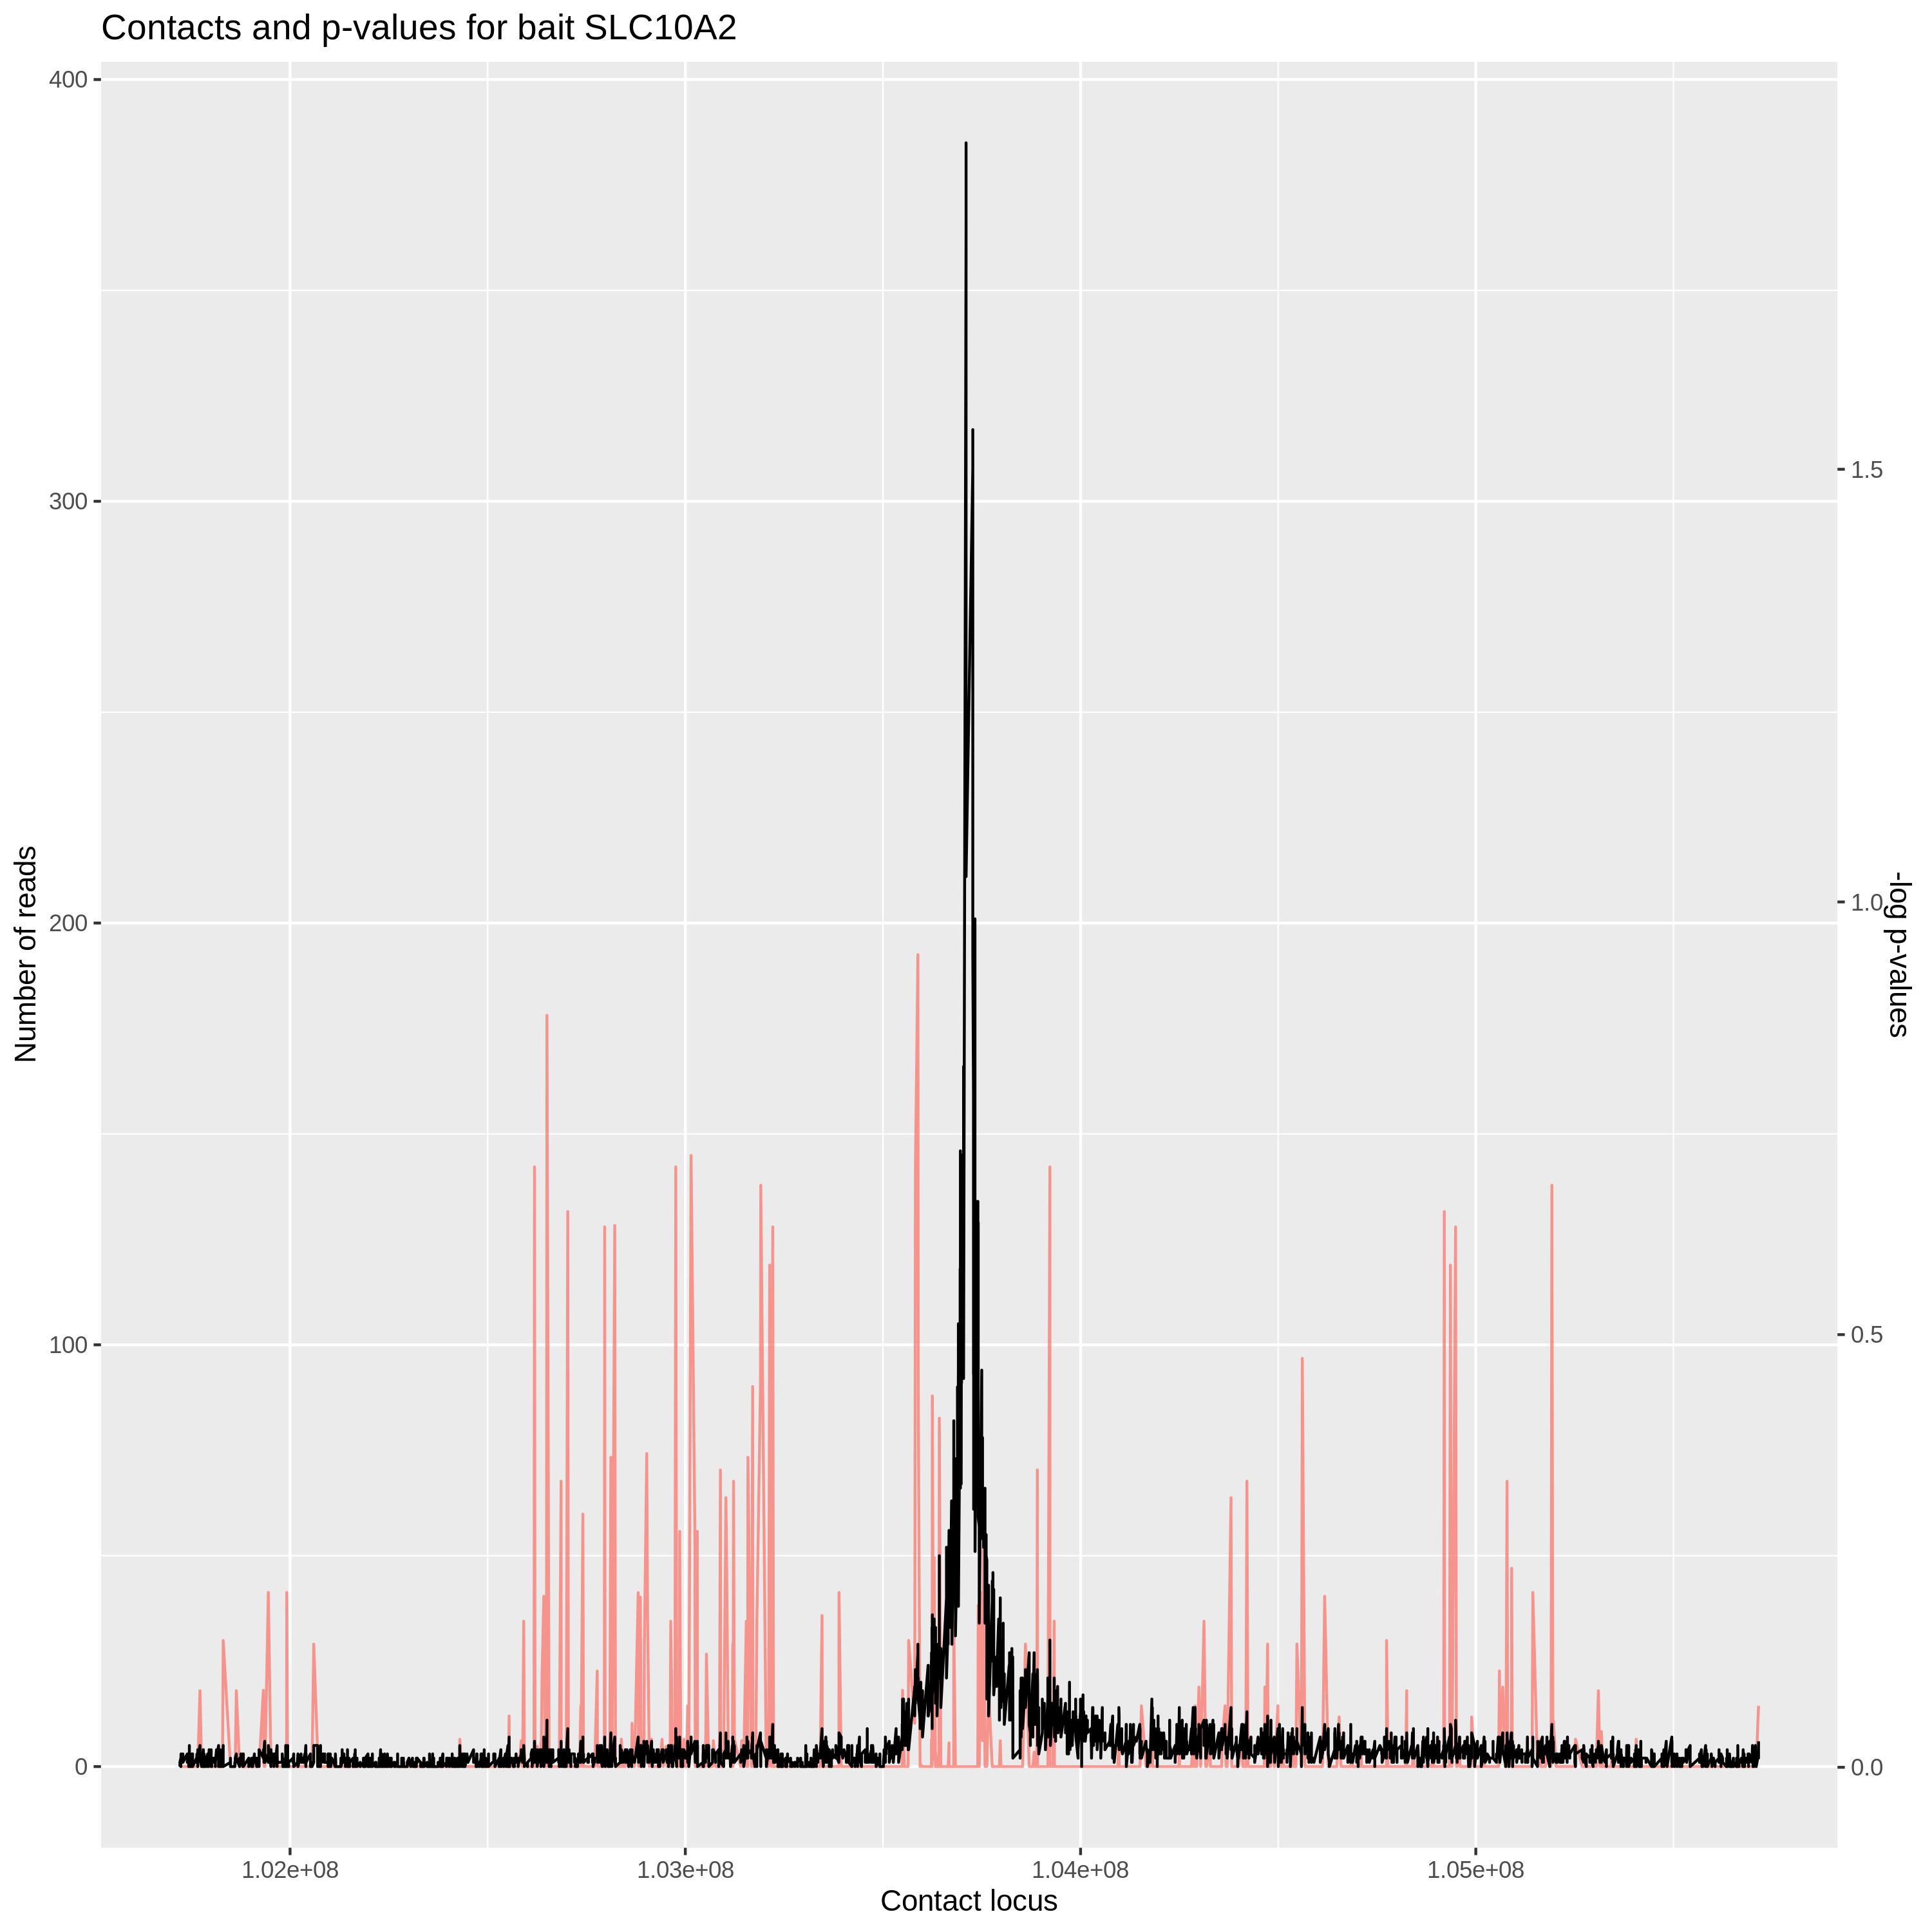 Contacts and p-values for bait SLC10A2
400
300
200
100
0
Number of reads
1.5
1.0
0.5
0.0
-log p-values
1.02e+08
1.03e+08
1.04e+08
1.05e+08
Contact locus